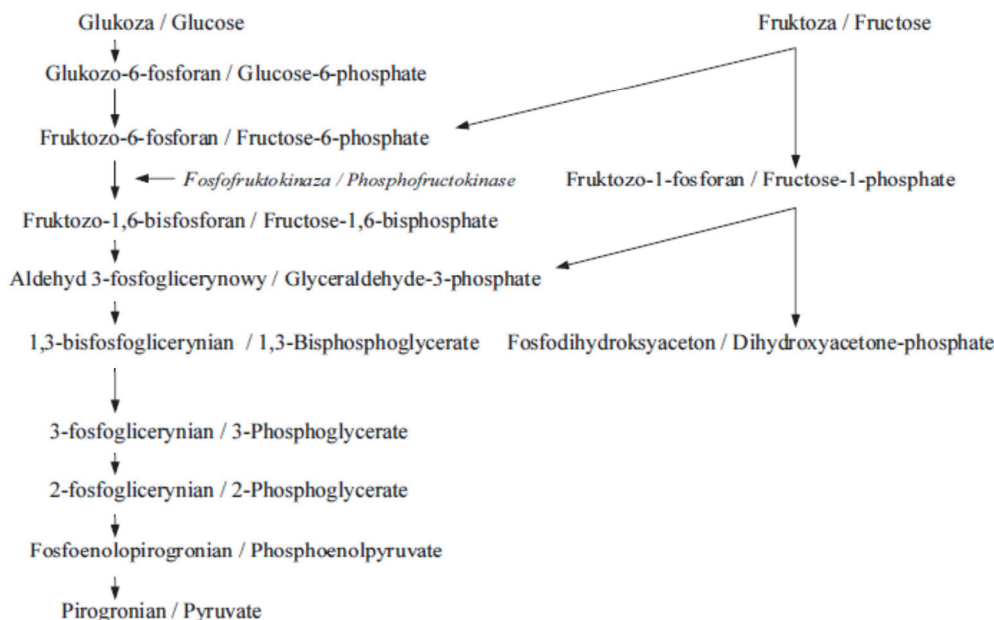 Glukoza / Glucose
Fruktoza / Fructose
Glukozo-6-fosforan / Glucose-6-phosphate
Fruktozo-6-fosforan / Fructose-6-phosphate
Fosfofruktokinaza / Phosphofructokinase
Fruktozo-1-fosforan / Fructose-1-phosphate
Fruktozo-1,6-bisfosforan / Fructose-1,6-bisphosphate
Aldehyd 3-fosfoglicerynowy / Glyceraldehyde-3-phosphate
1,3-bisfosfoglicerynian / 1,3-Bisphosphoglycerate
Fosfodihydroksyaceton / Dihydroxyacetone-phosphate
3-fosfoglicerynian / 3-Phosphoglycerate
2-fosfoglicerynian / 2-Phosphoglycerate
Fosfoenolopirogronian / Phosphoenolpyruvate
Pirogronian / Pyruvate